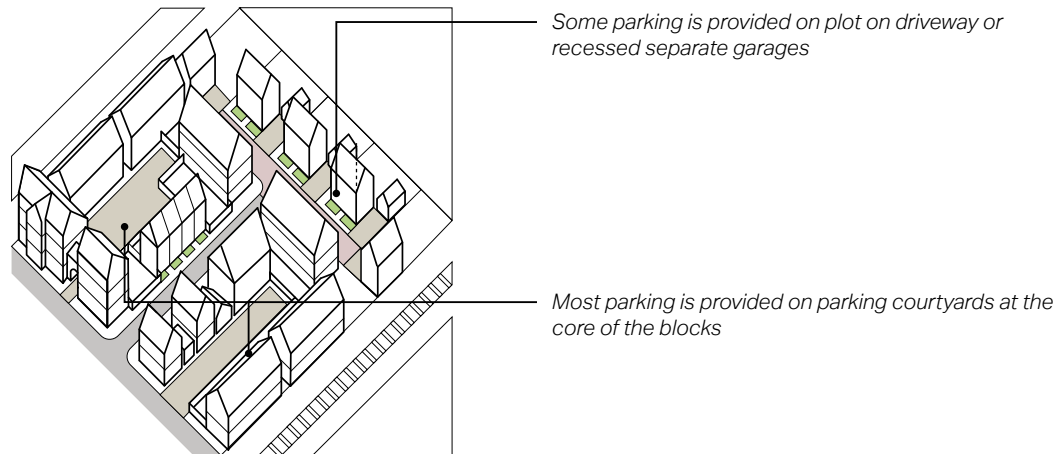 Some parking is provided on plot on driveway or
recessed separate garages
Most parking is provided on parking courtyards at the
core of the blocks